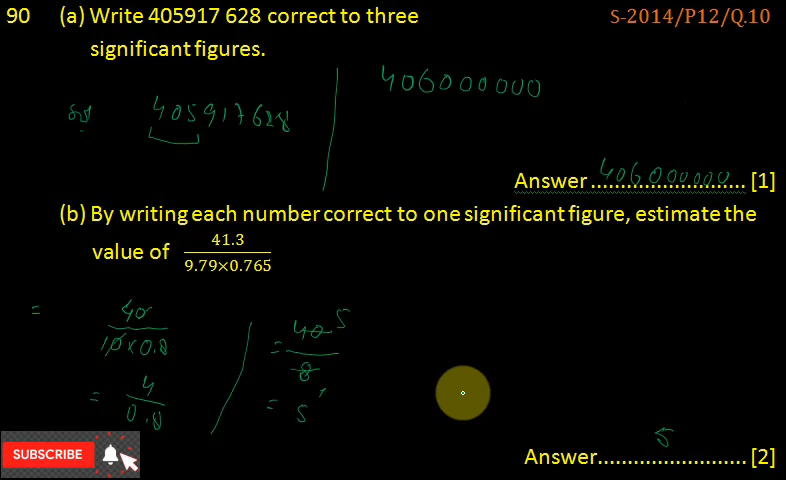 90 (a) Write 405917 628 correct to three S-2014/P12/Q.10
significant figures.
405917628
406000000
Answer 406000000 [1]
(b) By writing each number correct to one significant figure, estimate the
value of 41.3 / 9.79×0.765
= 40 / 10×0.8
= 4 / 0.8
= 40 5 / 8 1
= 5
SUBSCRIBE
Answer 5 [2]